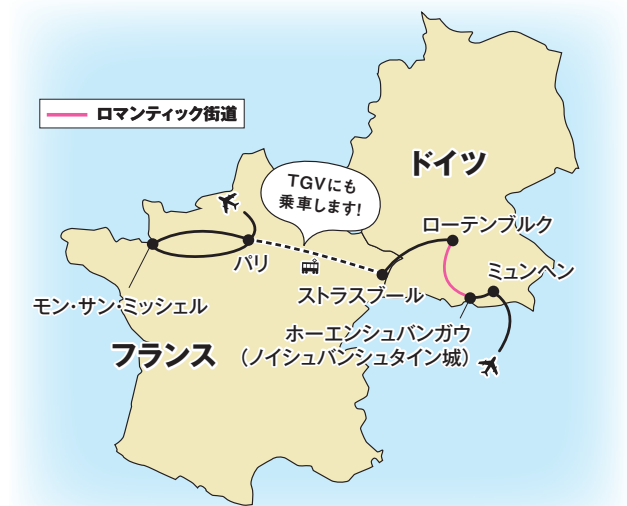 ロマンティック街道
ドイツ
TGVにも
乗車します!
ローテンブルク
パリ
ミュンヘン
ストラスブール
モン・サン・ミッシェル
ホーエンシュバンガウ
フランス
（ノイシュバンシュタイン城）